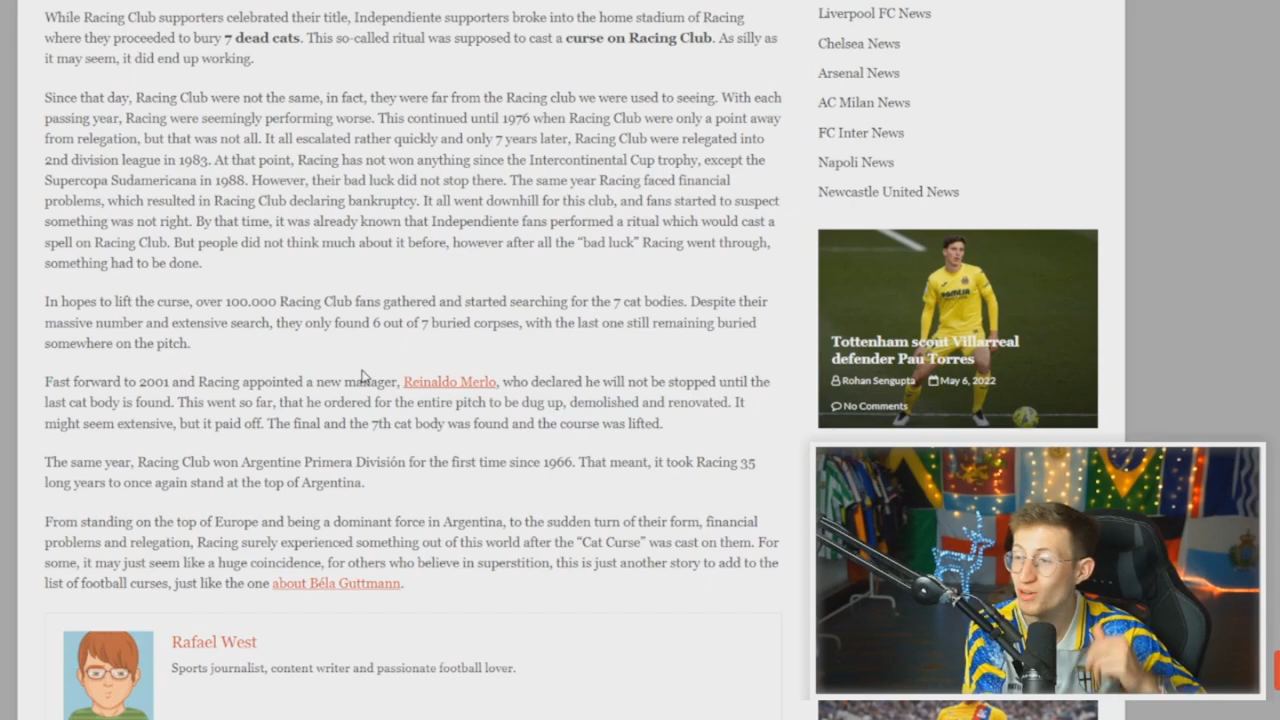 While Racing Club supporters celebrated their title, Independiente supporters broke into the home stadium of Racing
where they proceeded to bury 7 dead cats. This so-called ritual was supposed to cast a curse on Racing Club. As silly as
it may seem, it did end up working.
Since that day, Racing Club were not the same, in fact, they were far from the Racing club we were used to seeing. With each
passing year, Racing were seemingly performing worse. This continued until 1976 when Racing Club were only a point away
from relegation, but that was not all. It all escalated rather quickly and only 7 years later, Racing Club were relegated into
2nd division league in 1983. At that point, Racing has not won anything since the Intercontinental Cup trophy, except the
Supercopa Sudamericana in 1988. However, their bad luck did not stop there. The same year Racing faced financial
problems, which resulted in Racing Club declaring bankruptcy. It all went downhill for this club, and fans started to suspect
something was not right. By that time, it was already known that Independiente fans performed a ritual which would cast a
spell on Racing Club. But people did not think much about it before, however after all the “bad luck” Racing went through,
something had to be done.
In hopes to lift the curse, over 100.000 Racing Club fans gathered and started searching for the 7 cat bodies. Despite their
massive number and extensive search, they only found 6 out of 7 buried corpses, with the last one still remaining buried
somewhere on the pitch.
Fast forward to 2001 and Racing appointed a new manager, Reinaldo Merlo, who declared he will not be stopped until the
last cat body is found. This went so far, that he ordered for the entire pitch to be dug up, demolished and renovated. It
might seem extensive, but it paid off. The final and the 7th cat body was found and the course was lifted.
The same year, Racing Club won Argentine Primera División for the first time since 1966. That meant, it took Racing 35
long years to once again stand at the top of Argentina.
From standing on the top of Europe and being a dominant force in Argentina, to the sudden turn of their form, financial
problems and relegation, Racing surely experienced something out of this world after the “Cat Curse” was cast on them. For
some, it may just seem like a huge coincidence, for others who believe in superstition, this is just another story to add to the
list of football curses, just like the one about Béla Guttmann.
Rafael West
Sports journalist, content writer and passionate football lover.
Liverpool FC News
Chelsea News
Arsenal News
AC Milan News
FC Inter News
Napoli News
Newcastle United News
Tottenham scout Villarreal
defender Pau Torres
Rohan Sengupta May 6, 2022
No Comments